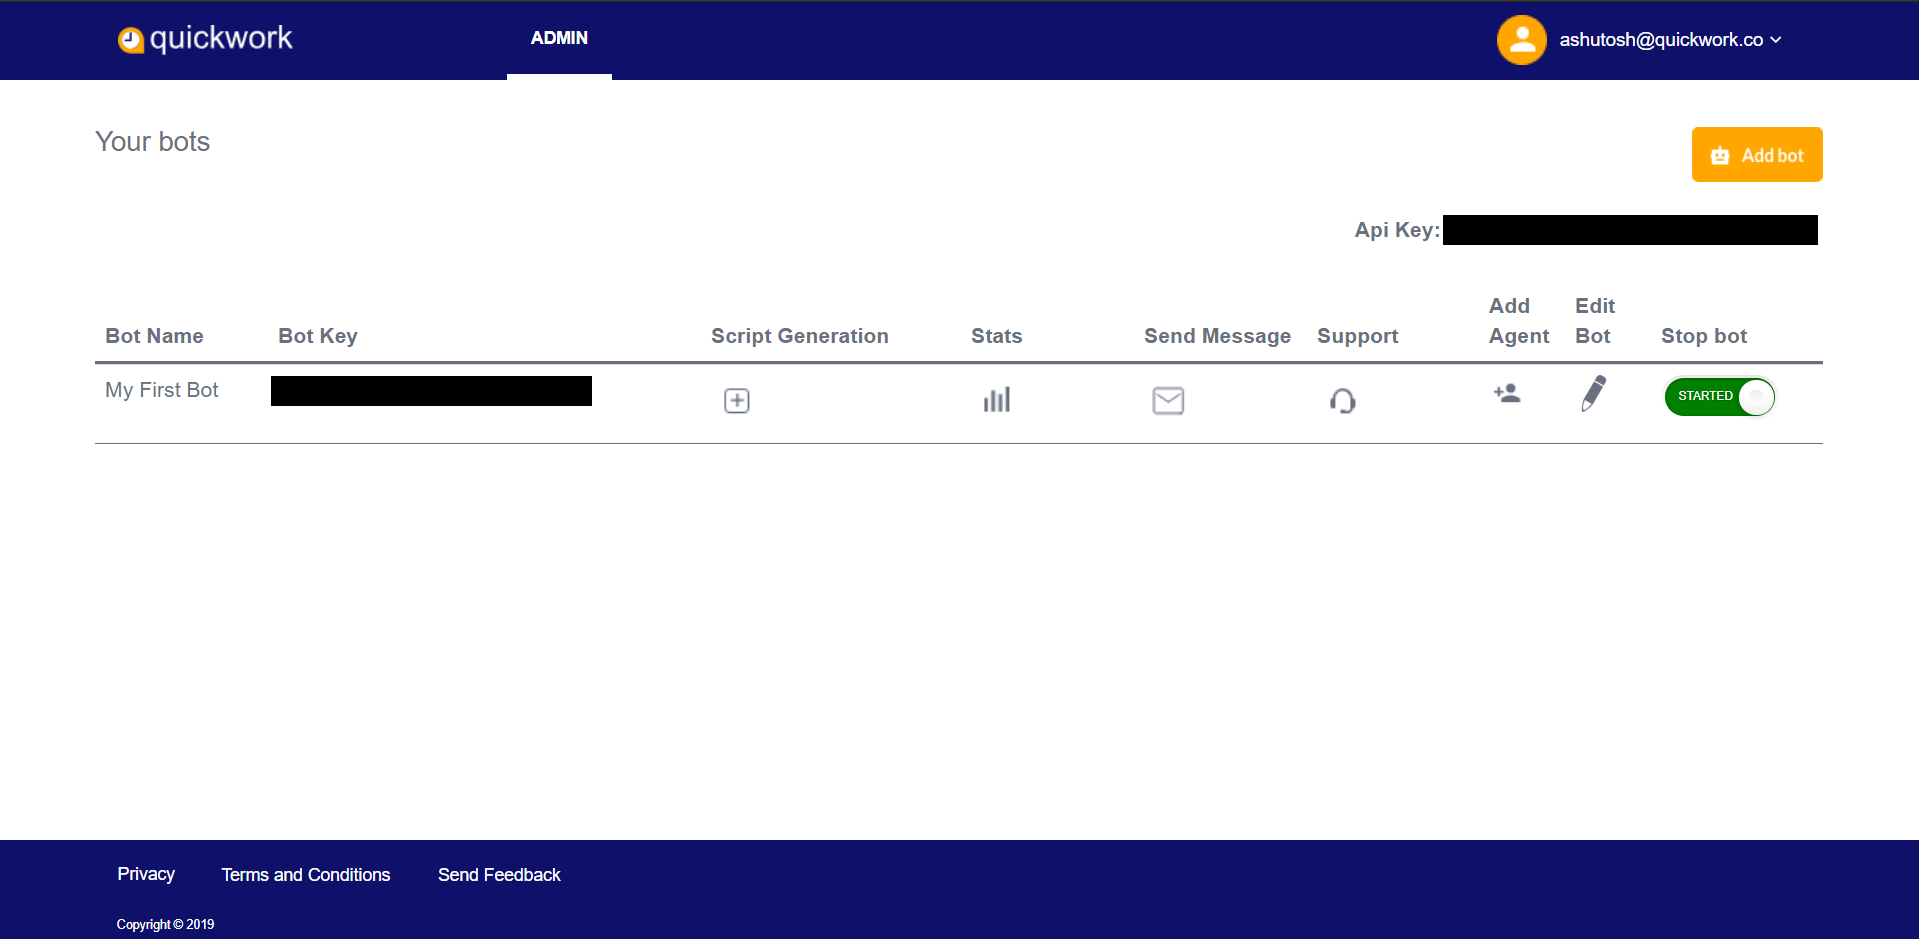 quickwork
ADMIN
ashutosh@quickwork.co
Your bots
Add bot
Api Key:
Bot Name Bot Key Script Generation Stats Send Message Support Add Agent Edit Bot Stop bot
My First Bot STARTED
Privacy Terms and Conditions Send Feedback
Copyright © 2019